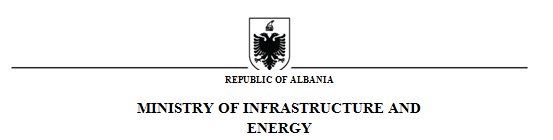 REPUBLIC OF ALBANIA
MINISTRY OF INFRASTRUCTURE AND
ENERGY